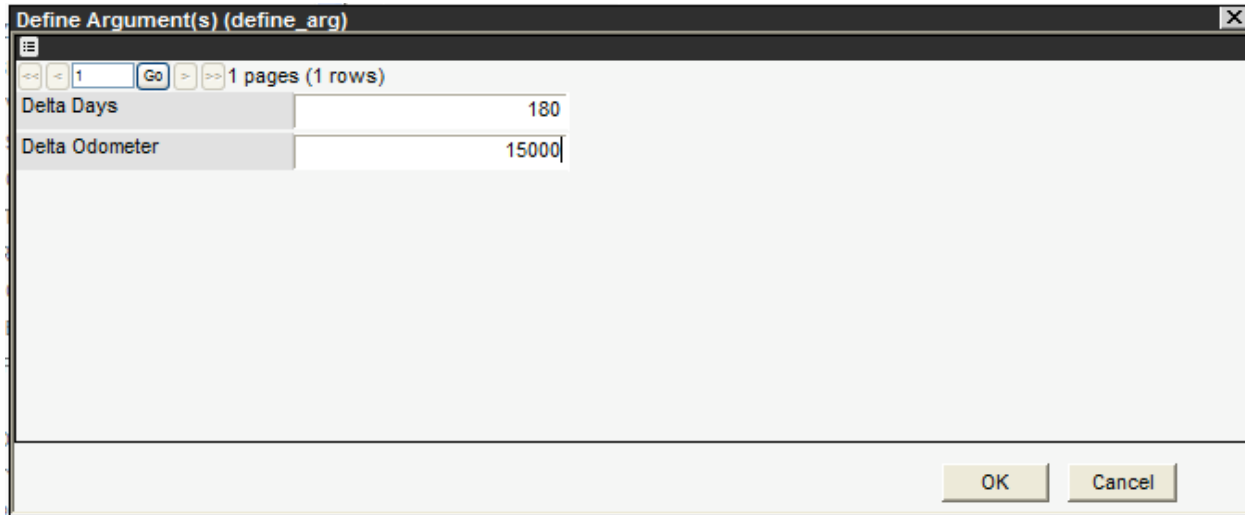 Define Argument(s) (define_arg) X
<< < 1 Go > >> 1 pages (1 rows)
Delta Days 180
Delta Odometer 15000
OK Cancel